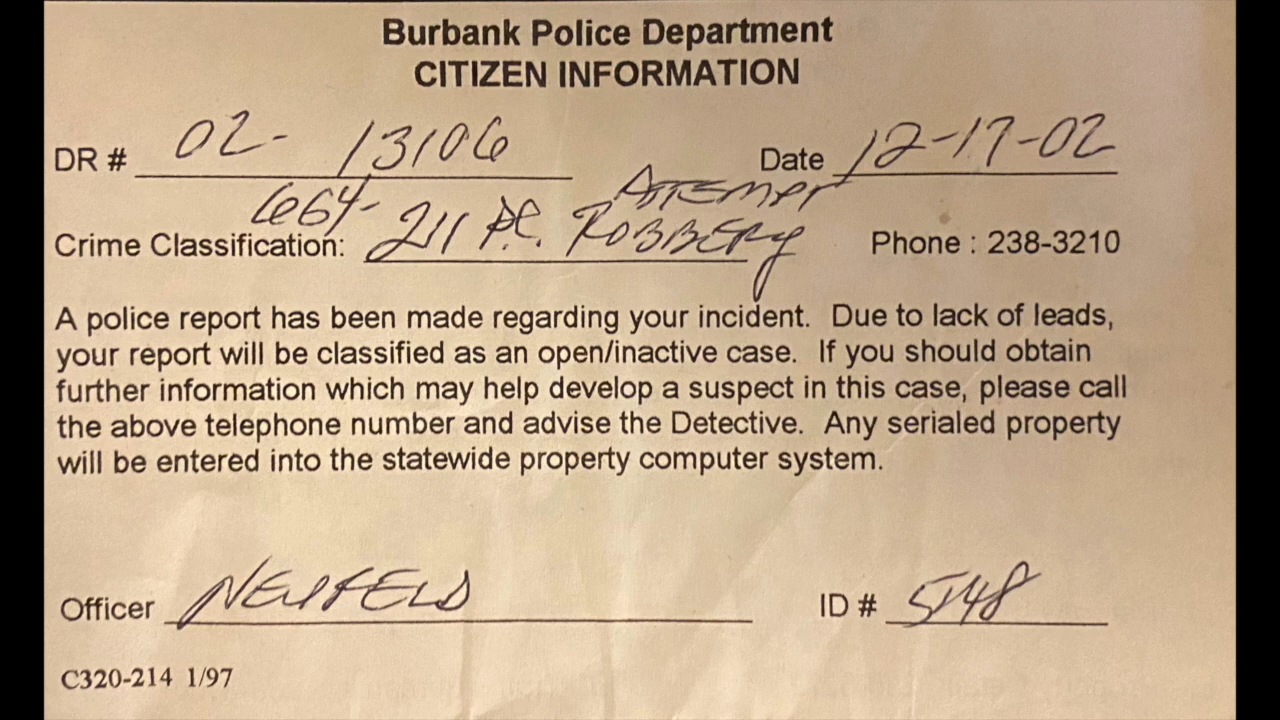 Burbank Police Department
CITIZEN INFORMATION
DR # 02- 13106 Date 12-17-02
ATTEMPT
Crime Classification: 664- 211 P.C. ROBBERY Phone : 238-3210
A police report has been made regarding your incident. Due to lack of leads,
your report will be classified as an open/inactive case. If you should obtain
further information which may help develop a suspect in this case, please call
the above telephone number and advise the Detective. Any serialed property
will be entered into the statewide property computer system.
Officer NEUFELD ID # 548
C320-214 1/97